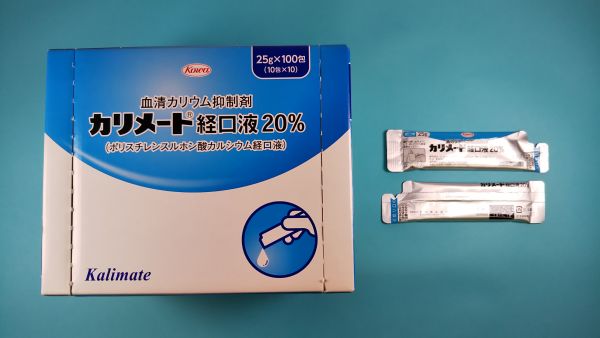 25g×100包
(10包×10)
Kowa
血清カリウム抑制剤
カリメート®経口液20%
(ポリスチレンスルホン酸カルシウム経口液)
Kalimate
カリメート®経口液20%
カリメート経口液20%